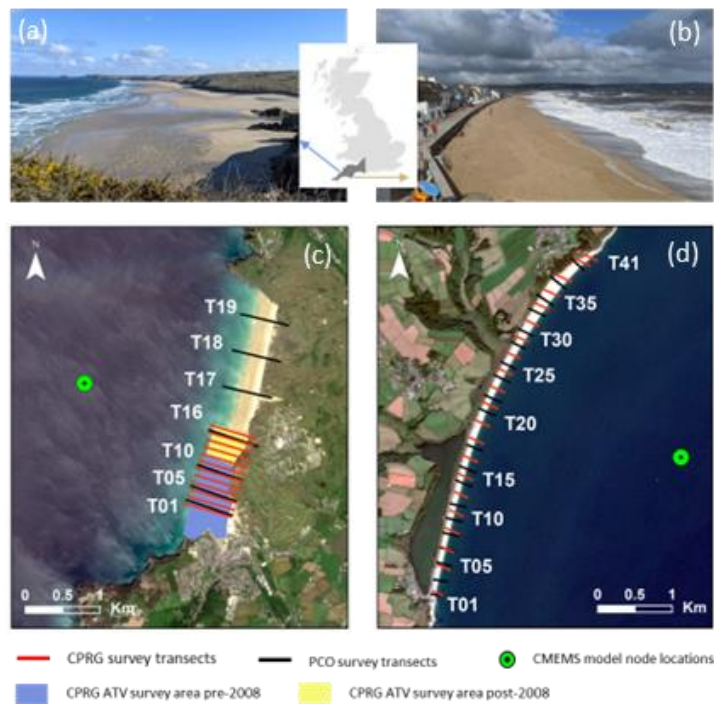 (a)
(b)
N
(c)
T19
T18
T17
T16
T10
T05
T01
0 0.5 1
Km
N
(d)
T41
T35
T30
T25
T20
T15
T10
T05
T01
0 0.5 1
Km
CPRG survey transects
PCO survey transects
CMEMS model node locations
CPRG ATV survey area pre-2008
CPRG ATV survey area post-2008